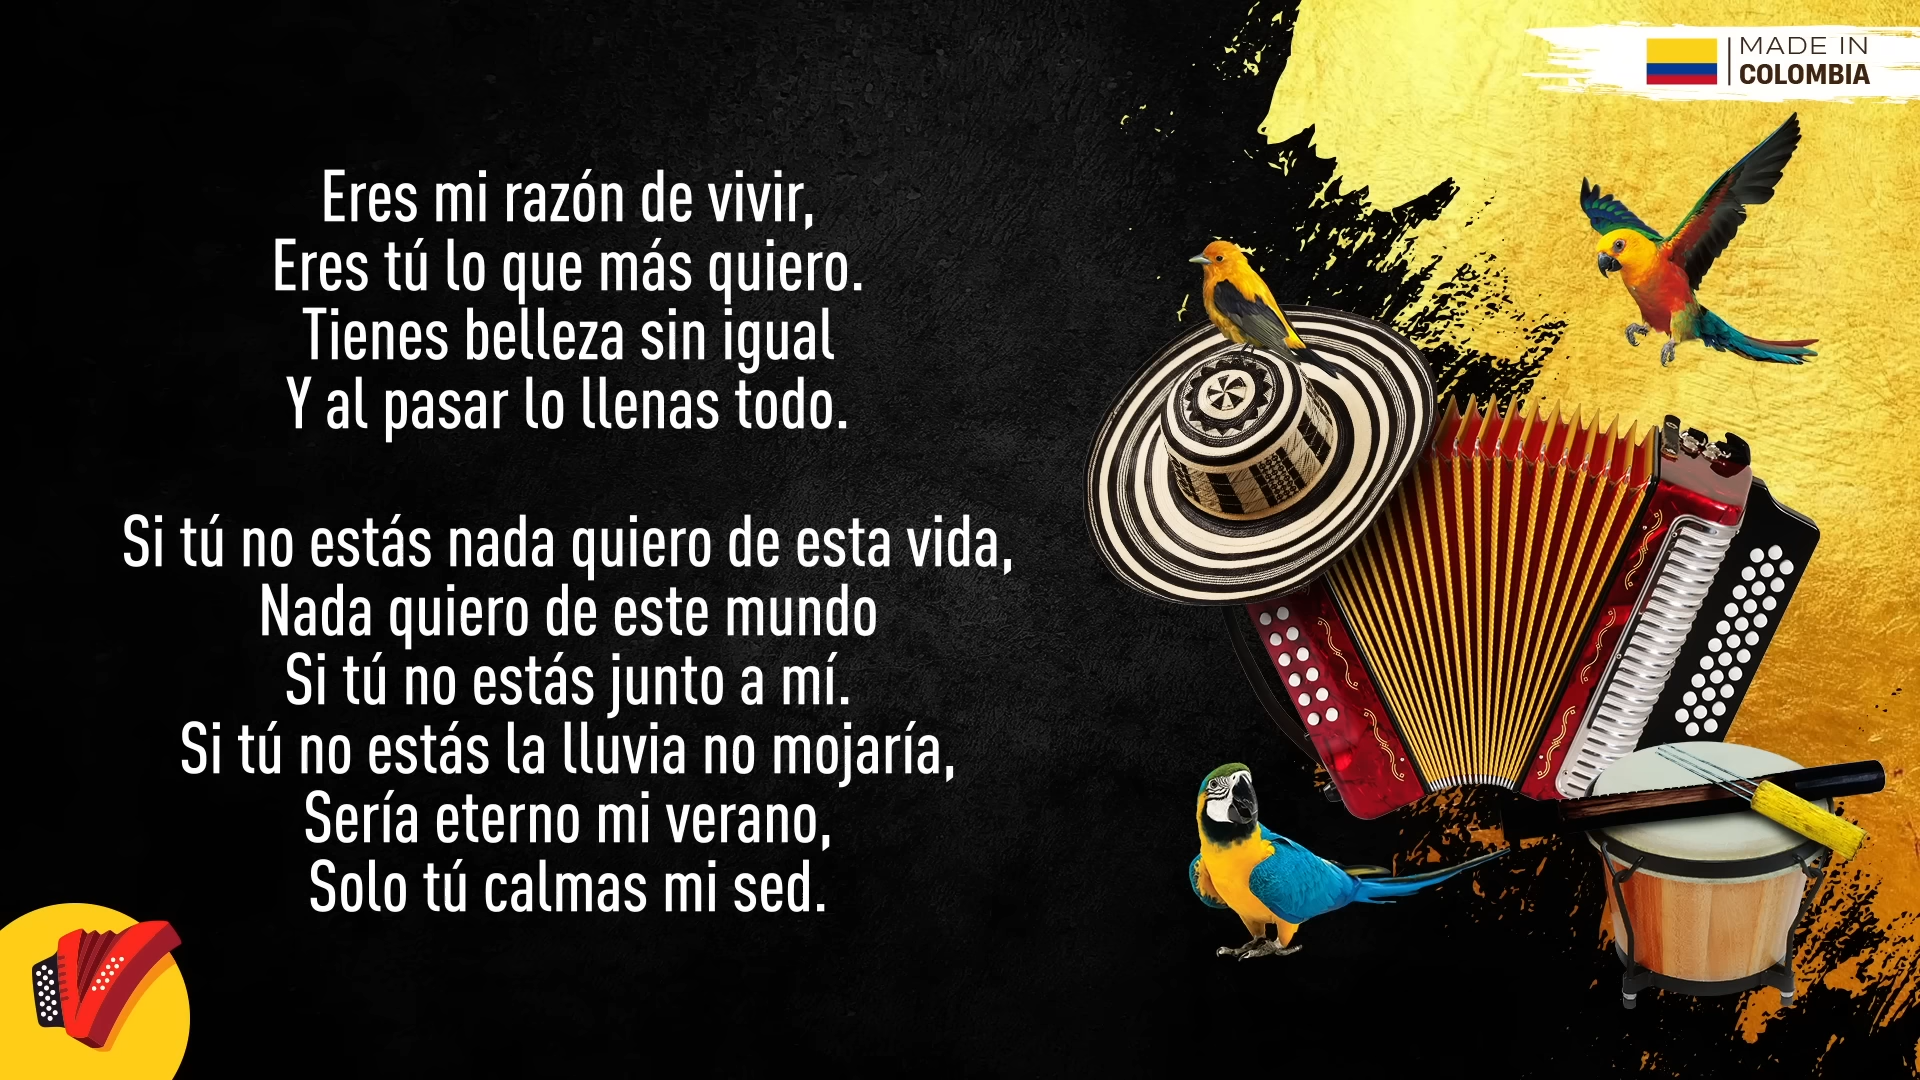 MADE IN
COLOMBIA
Eres mi razón de vivir,
Eres tú lo que más quiero.
Tienes belleza sin igual
Y al pasar lo llenas todo.
Si tú no estás nada quiero de esta vida,
Nada quiero de este mundo
Si tú no estás junto a mí.
Si tú no estás la lluvia no mojaría,
Sería eterno mi verano,
Solo tú calmas mi sed.